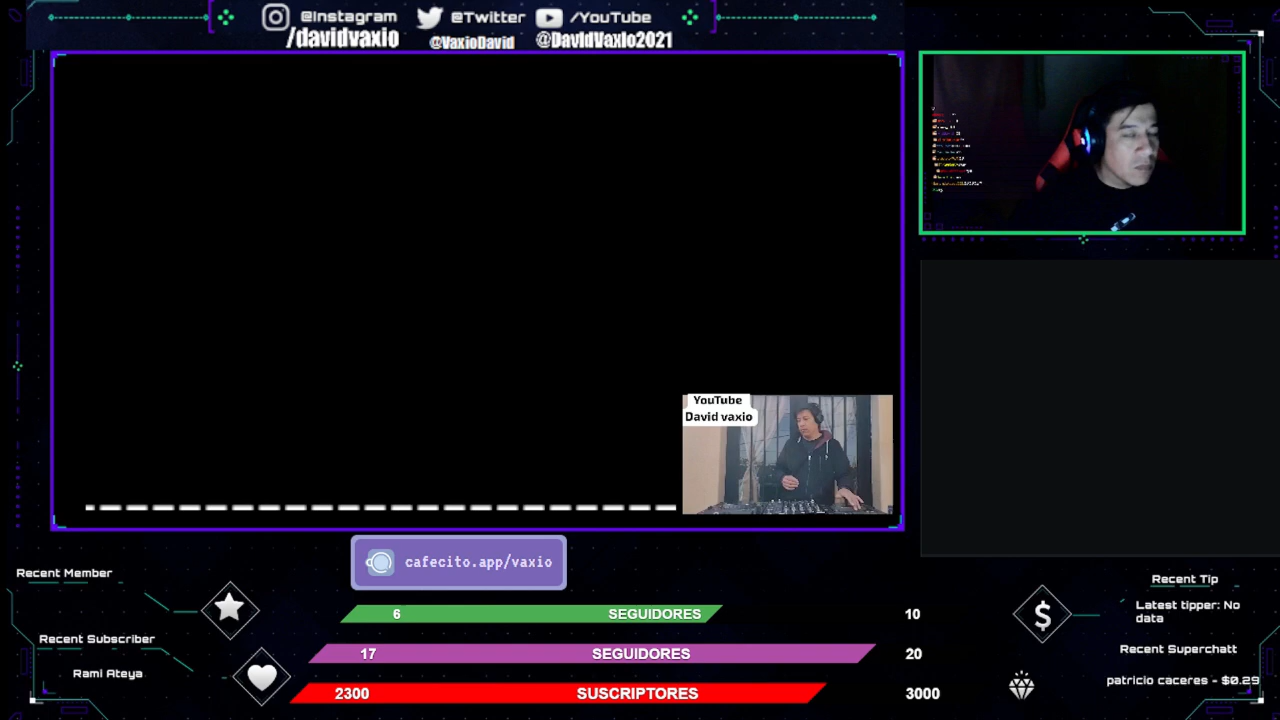 @Instagram
/davidvaxio
@Twitter
@VaxioDavid
/YouTube
@DavidVaxio2021
YouTube
David vaxio
cafecito.app/vaxio
Recent Member
Recent Subscriber
Rami Ateya
6 SEGUIDORES 10
17 SEGUIDORES 20
2300 SUSCRIPTORES 3000
Recent Tip
Latest tipper: No
data
Recent Superchatt
patricio caceres - $0.29